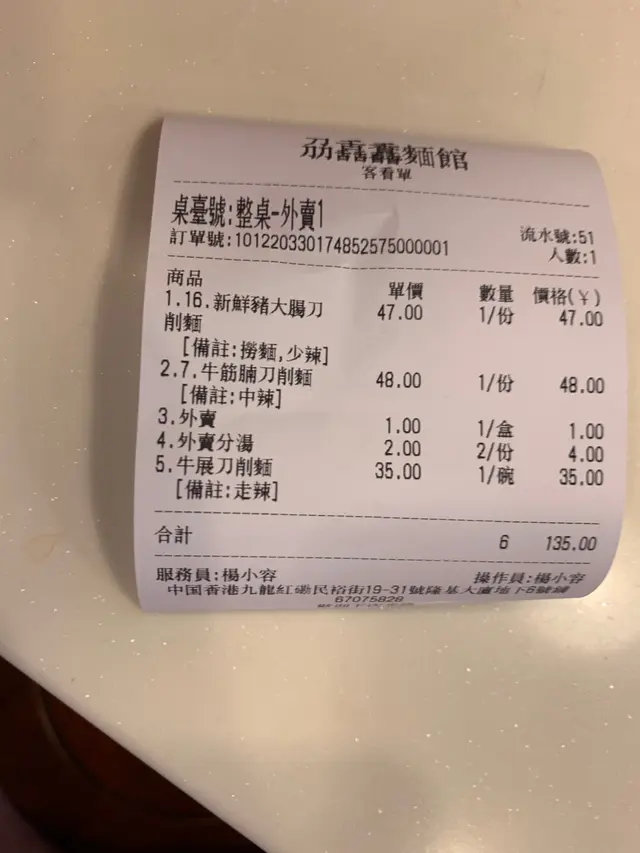 刕譶龘麵館
客看單
桌臺號:整桌-外賣1
訂單號:101220330174852575000001 流水號:51
人數:1
商品 單價 數量 價格(¥)
1.16.新鮮豬大腸刀 47.00 1/份 47.00
削麵
[備註:撈麵,少辣]
2.7.牛筋腩刀削麵 48.00 1/份 48.00
[備註:中辣]
3.外賣 1.00 1/盒 1.00
4.外賣分湯 2.00 2/份 4.00
5.牛展刀削麵 35.00 1/碗 35.00
[備註:走辣]
合計 6 135.00
服務員:楊小容 操作員:楊小容
中国香港九龍紅磡民裕街19-31號隆基大廈地下6號舖
67075828